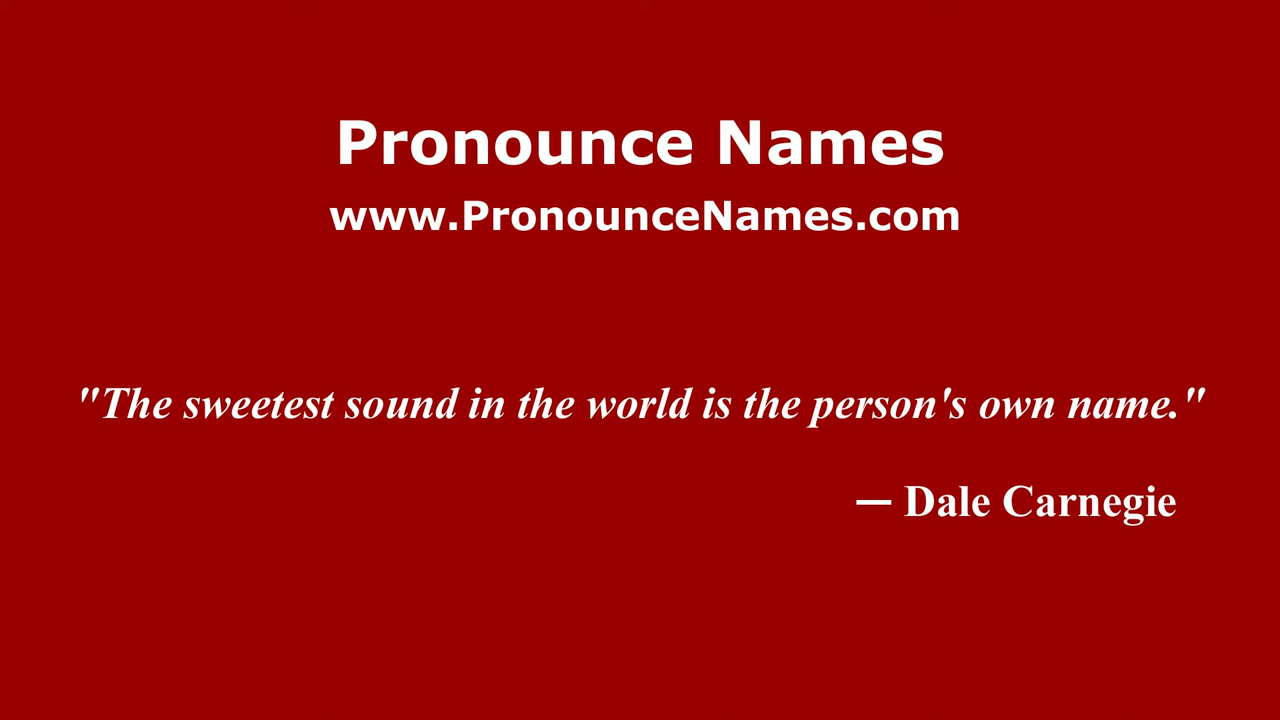 Pronounce Names
www.PronounceNames.com
"The sweetest sound in the world is the person's own name."
— Dale Carnegie